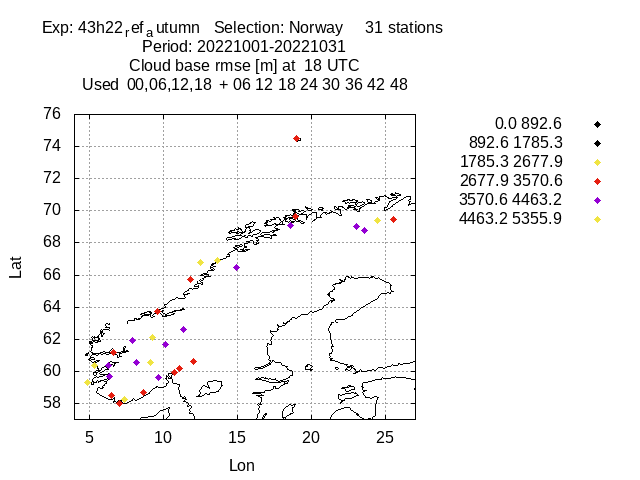 Exp: 43h22ref autumn   Selection: Norway     31 stations
Period: 20221001-20221031
Cloud base rmse [m] at  18 UTC
Used  00,06,12,18  + 06 12 18 24 30 36 42 48
76
74
72
70
68
66
64
62
60
58
5 10 15 20 25
Lat
Lon
0.0 892.6
892.6 1785.3
1785.3 2677.9
2677.9 3570.6
3570.6 4463.2
4463.2 5355.9